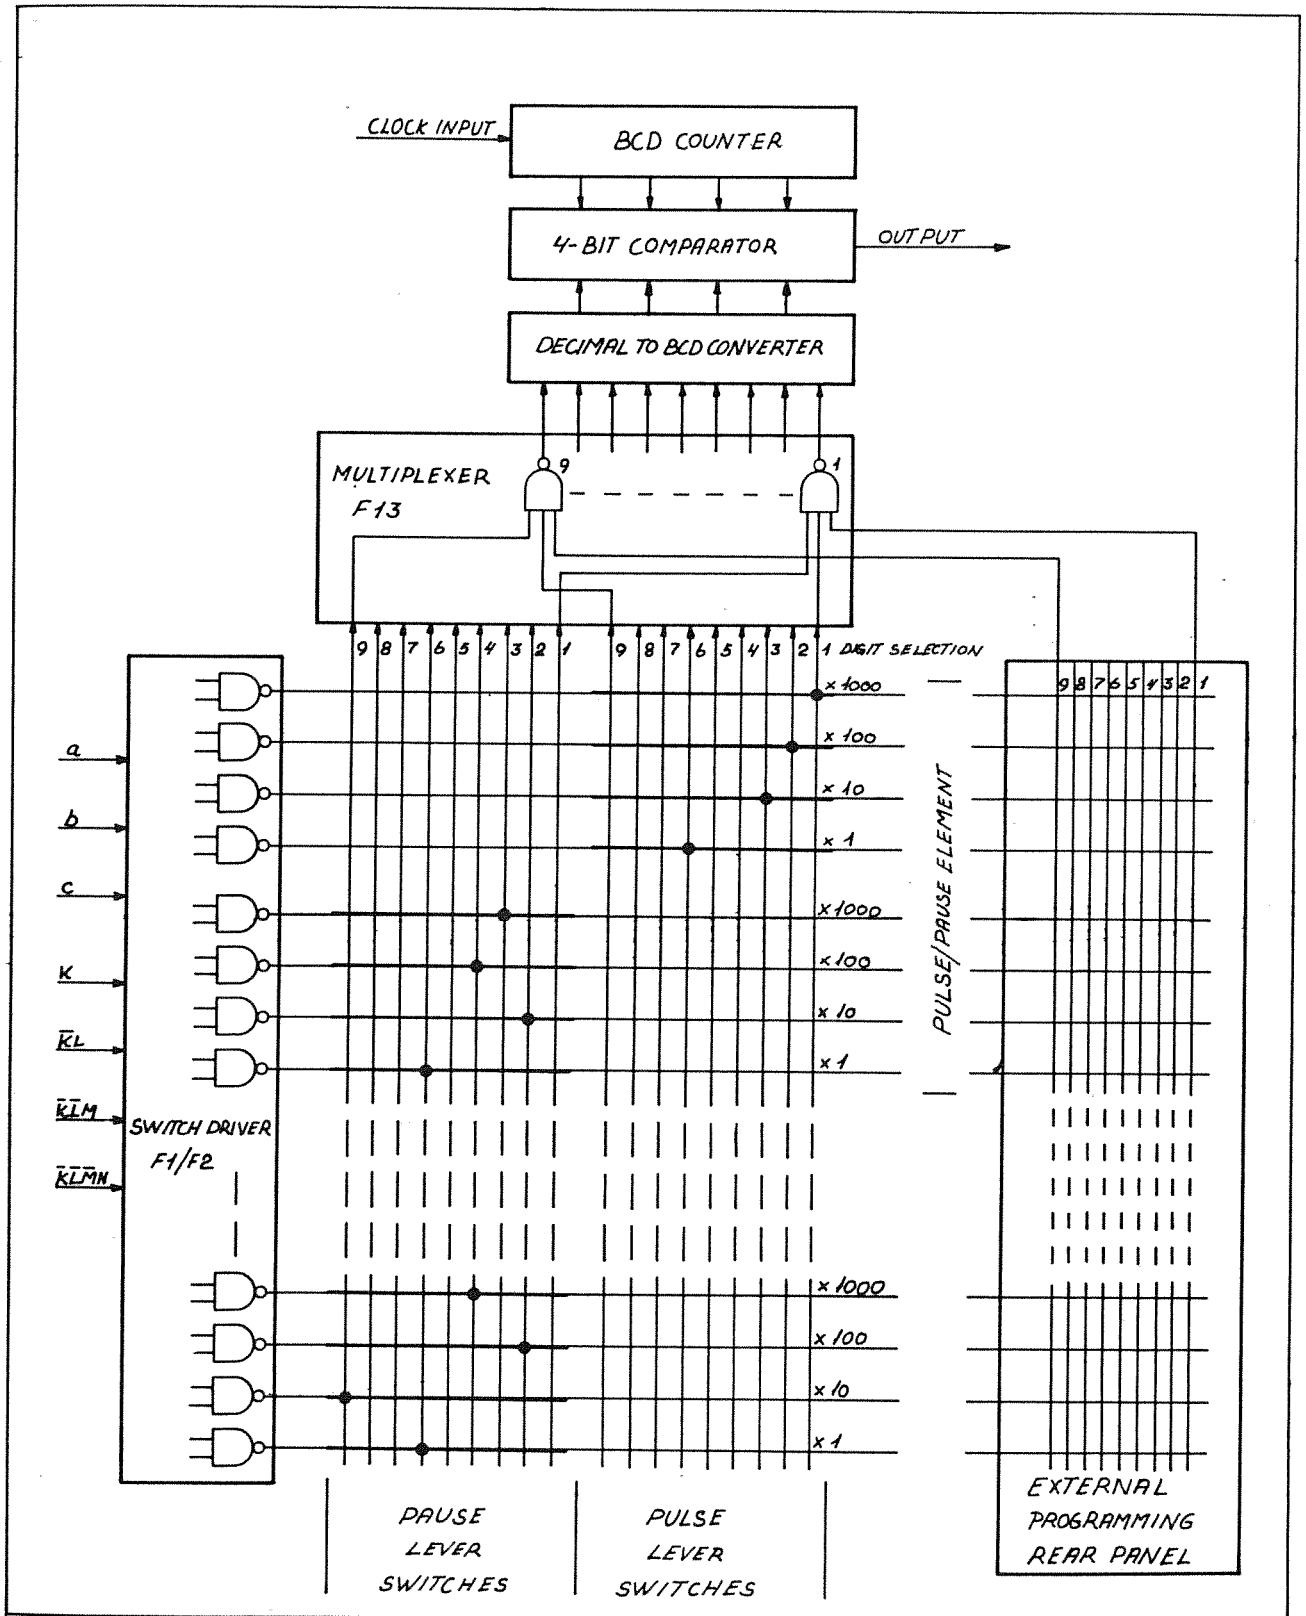 CLOCK INPUT
BCD COUNTER
4-BIT COMPARATOR
OUTPUT
DECIMAL TO BCD CONVERTER
MULTIPLEXER
F13
9
1
9 8 7 6 5 4 3 2 1 9 8 7 6 5 4 3 2 1 DIGIT SELECTION
9 8 7 6 5 4 3 2 1
x 1000
x 100
x 10
x 1
x 1000
x 100
x 10
x 1
a
b
c
K
K̅L
K̅L̅M
K̅L̅M̅N
SWITCH DRIVER
F1/F2
PULSE/PAUSE ELEMENT
x 1000
x 100
x 10
x 1
PAUSE
LEVER
SWITCHES
PULSE
LEVER
SWITCHES
EXTERNAL
PROGRAMMING
REAR PANEL